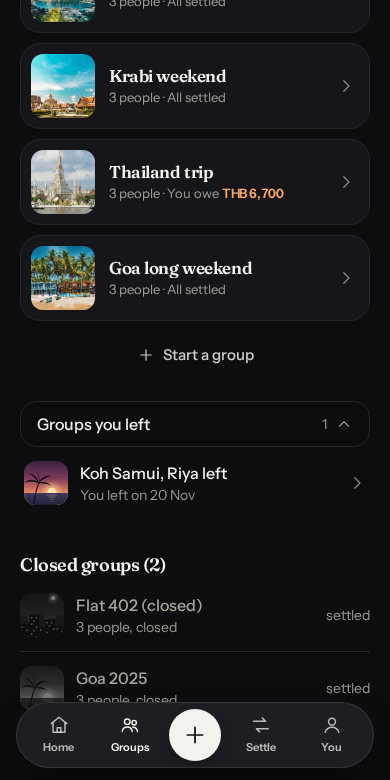 3 people · All settled
Krabi weekend
3 people · All settled
Thailand trip
3 people · You owe THB 6,700
Goa long weekend
3 people · All settled
Start a group
Groups you left 1
Koh Samui, Riya left
You left on 20 Nov
Closed groups (2)
Flat 402 (closed)
3 people, closed
settled
Goa 2025
3 people, closed
settled
Home Groups Settle You